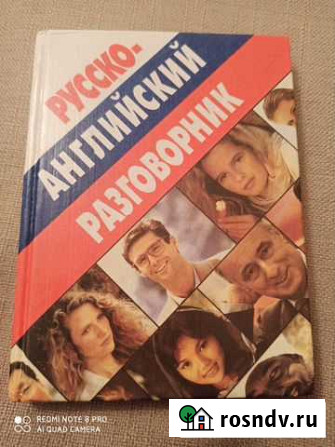 РУССКО-
АНГЛИЙСКИЙ
РАЗГОВОРНИК
REDMI NOTE 8 PRO
AI QUAD CAMERA
rosndv.ru